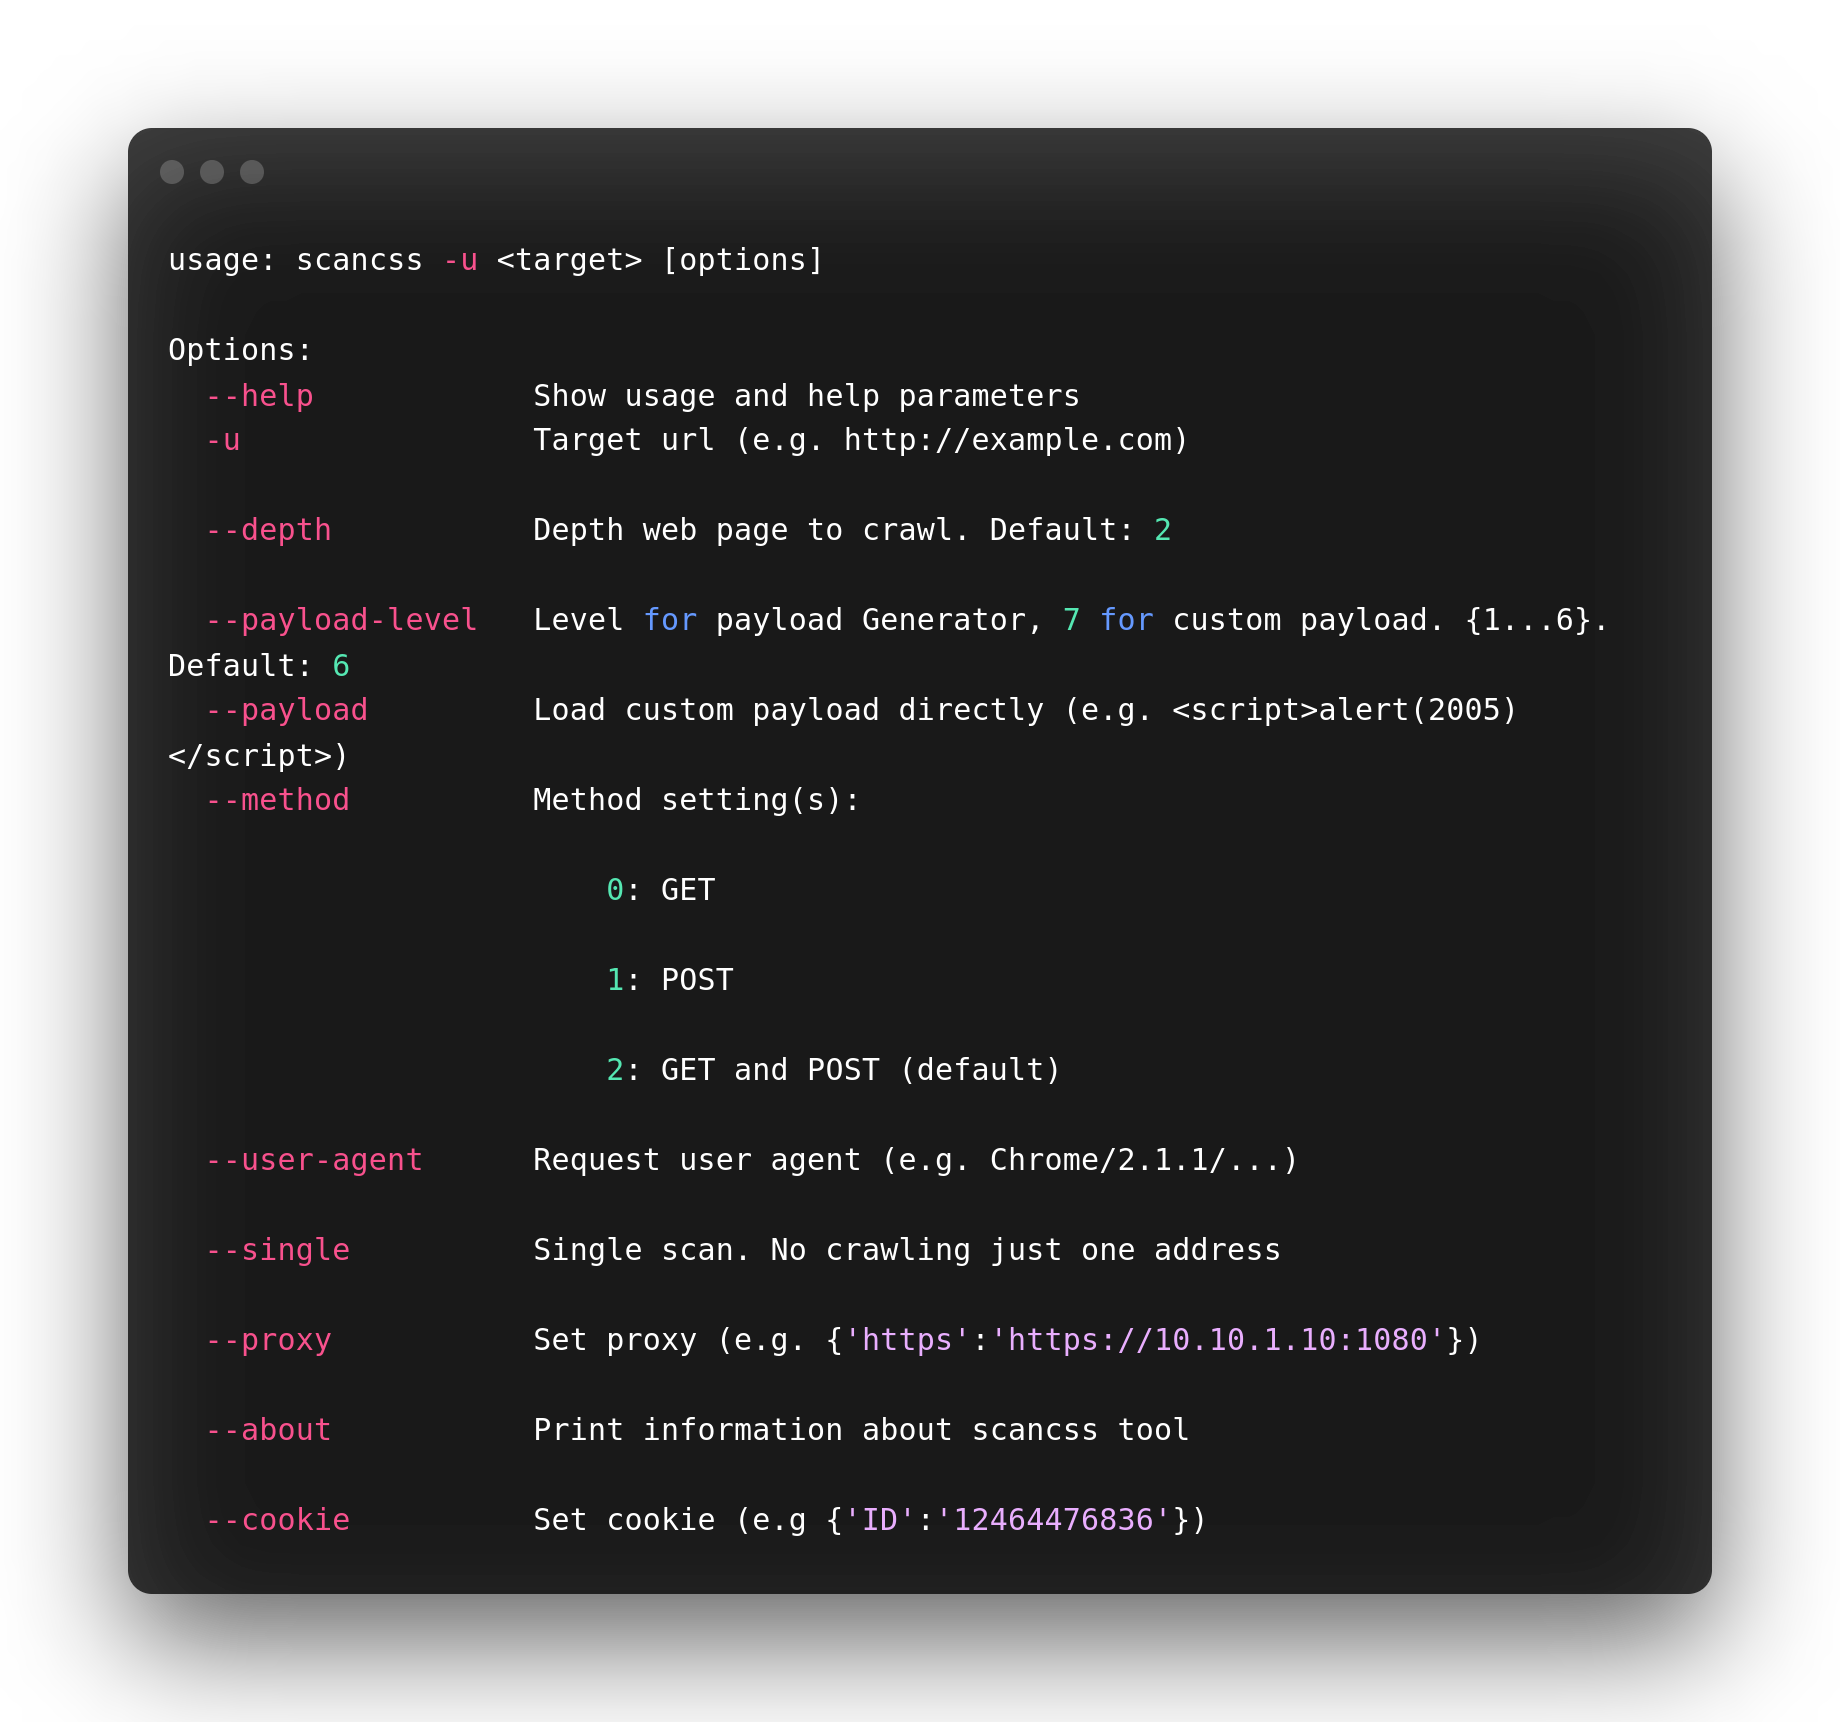 usage: scancss -u <target> [options]
Options:
--help Show usage and help parameters
-u Target url (e.g. http://example.com)
--depth Depth web page to crawl. Default: 2
--payload-level Level for payload Generator, 7 for custom payload. {1...6}.
Default: 6
--payload Load custom payload directly (e.g. <script>alert(2005)
</script>)
--method Method setting(s):
0: GET
1: POST
2: GET and POST (default)
--user-agent Request user agent (e.g. Chrome/2.1.1/...)
--single Single scan. No crawling just one address
--proxy Set proxy (e.g. {'https':'https://10.10.1.10:1080'})
--about Print information about scancss tool
--cookie Set cookie (e.g {'ID':'12464476836'})